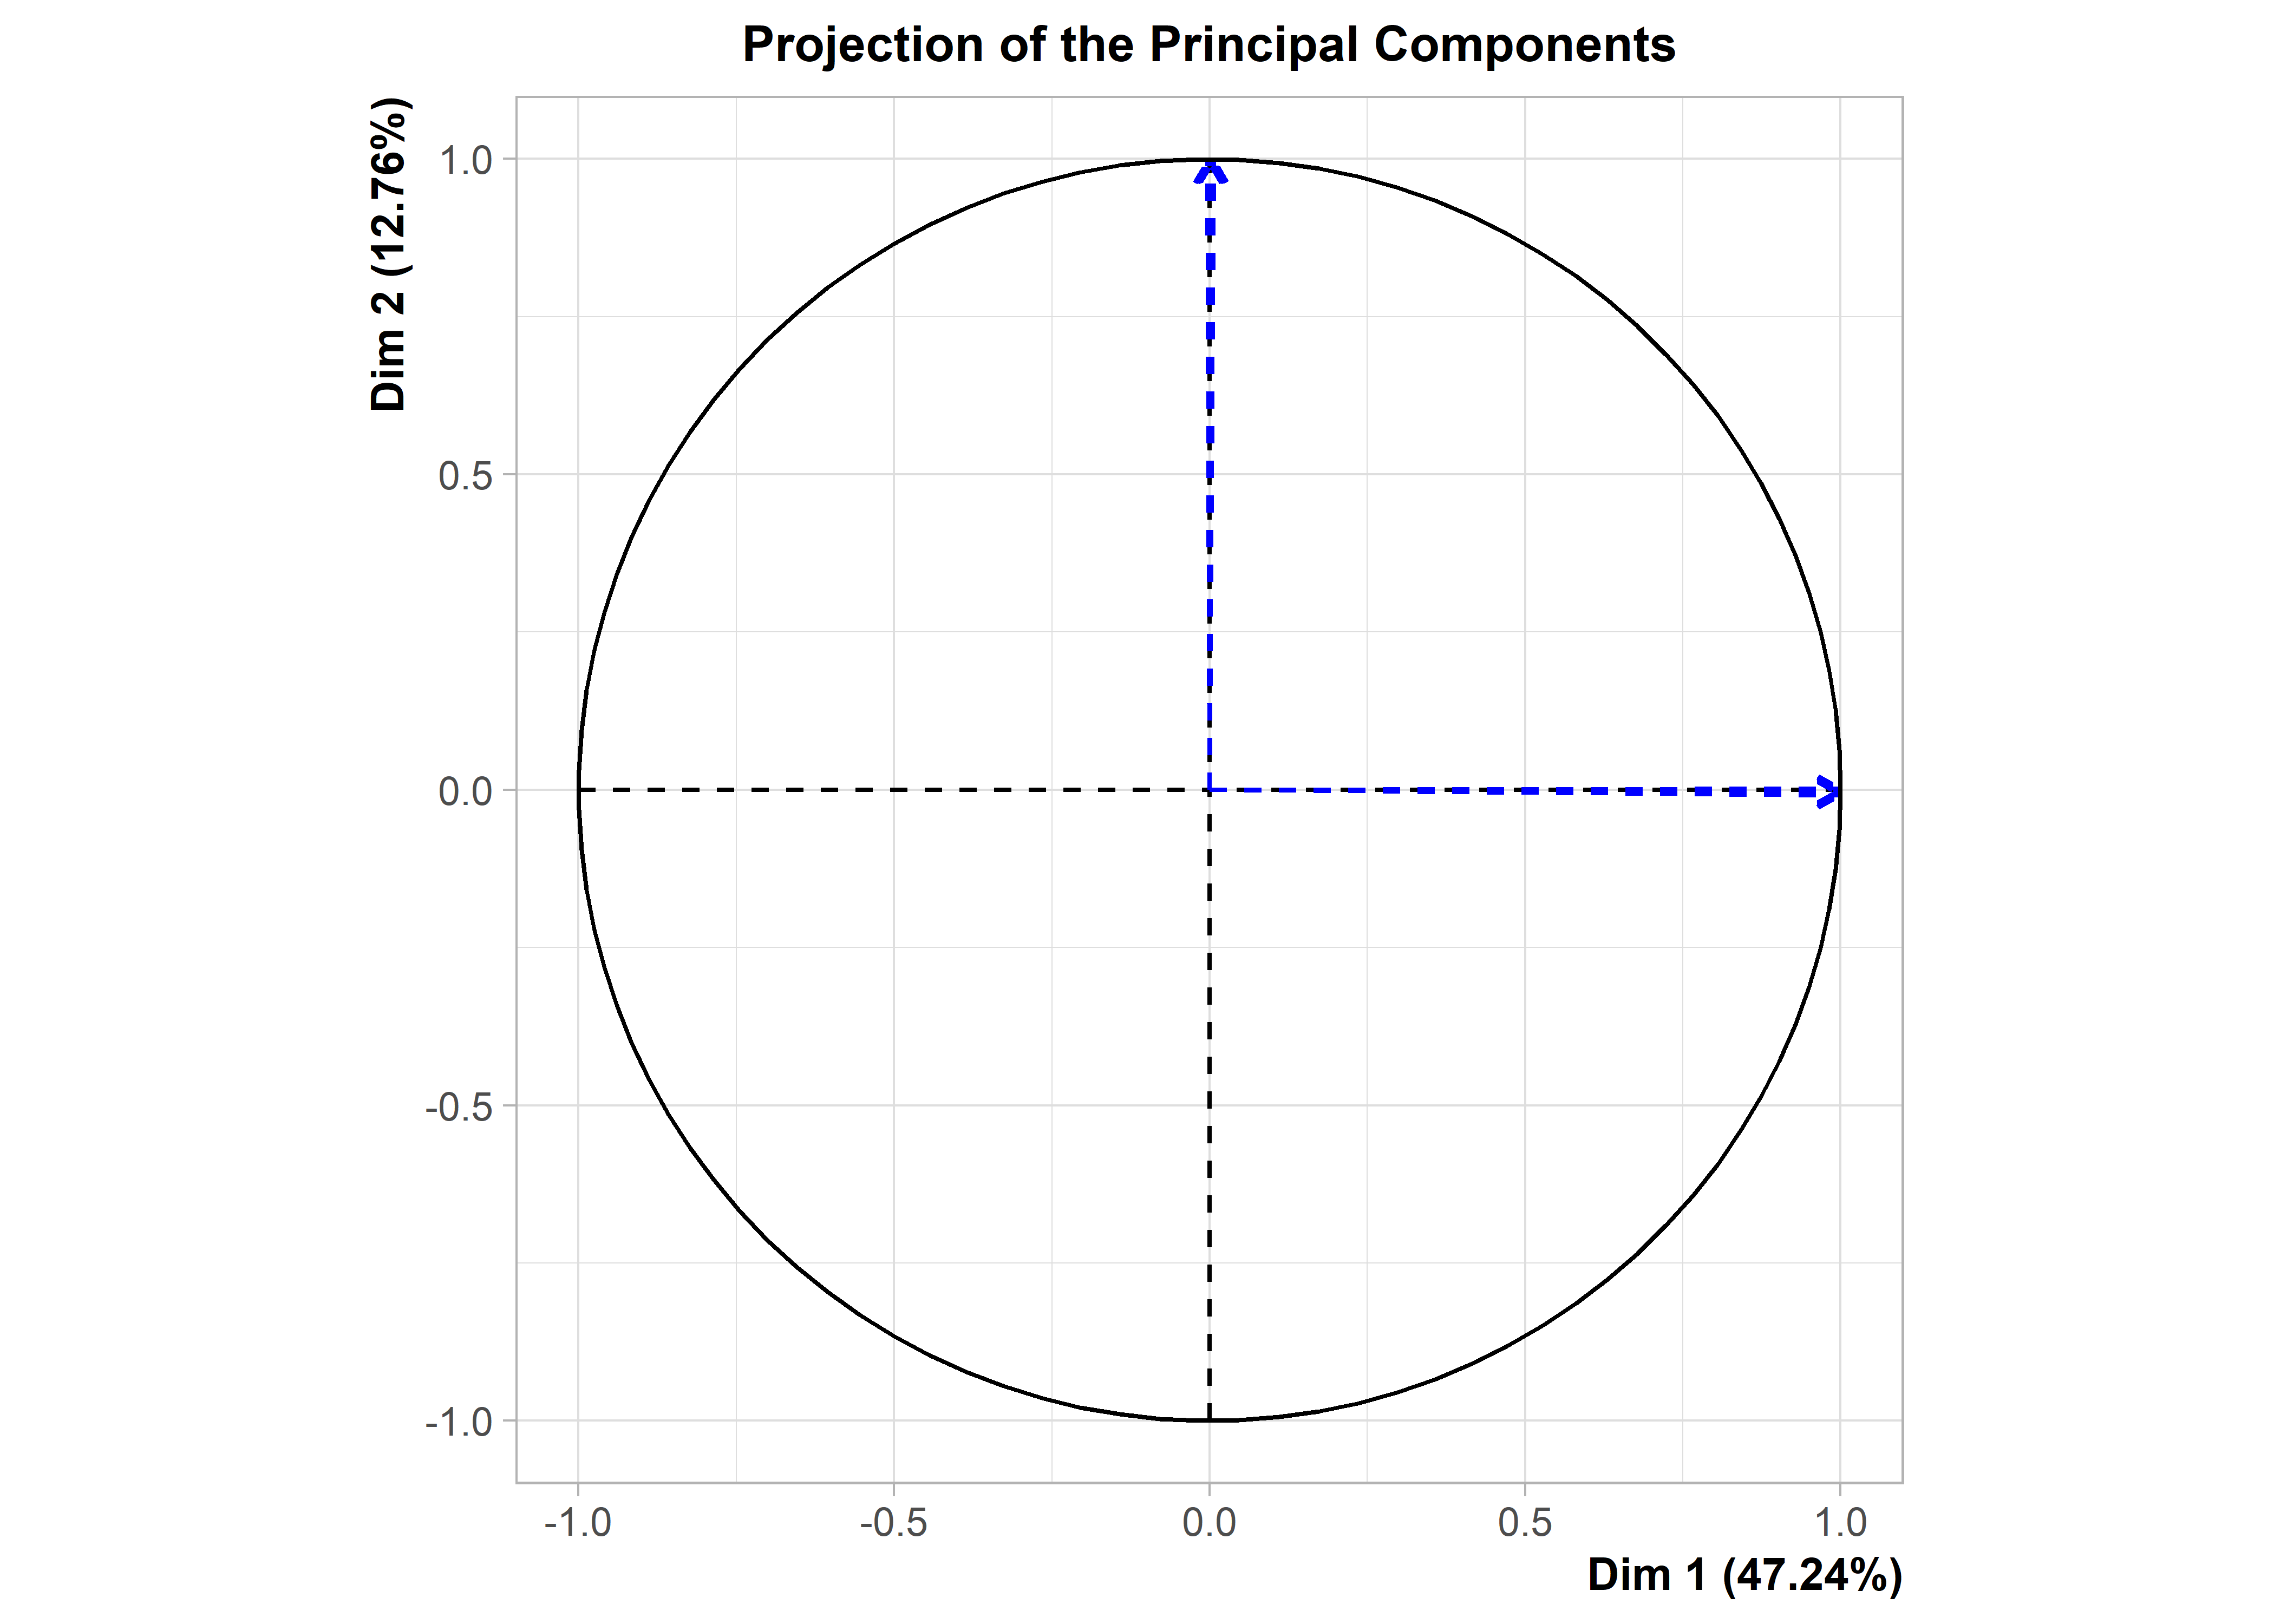 Projection of the Principal Components
Dim 2 (12.76%)
1.0
0.5
0.0
-0.5
-1.0
-1.0 -0.5 0.0 0.5 1.0
Dim 1 (47.24%)